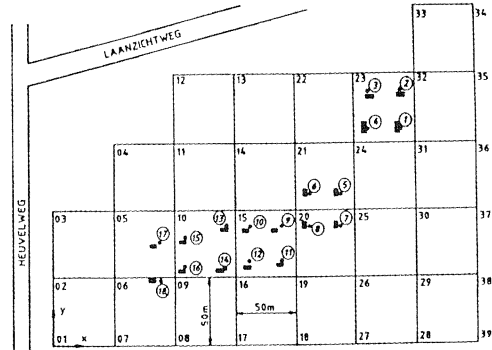 33 34
LAANZICHTWEG
12 13 22 23 32 35
3 2
4 1
04 11 14 21 24 31 36
6 5
HEUVELWEG
03 05 10 13 15 10 9 20 25 30 37
17 15 8 7
16 14 12 11
02 06 09 16 19 26 29 38
18
y
50m
50m
x
01 07 08 17 18 27 28 39